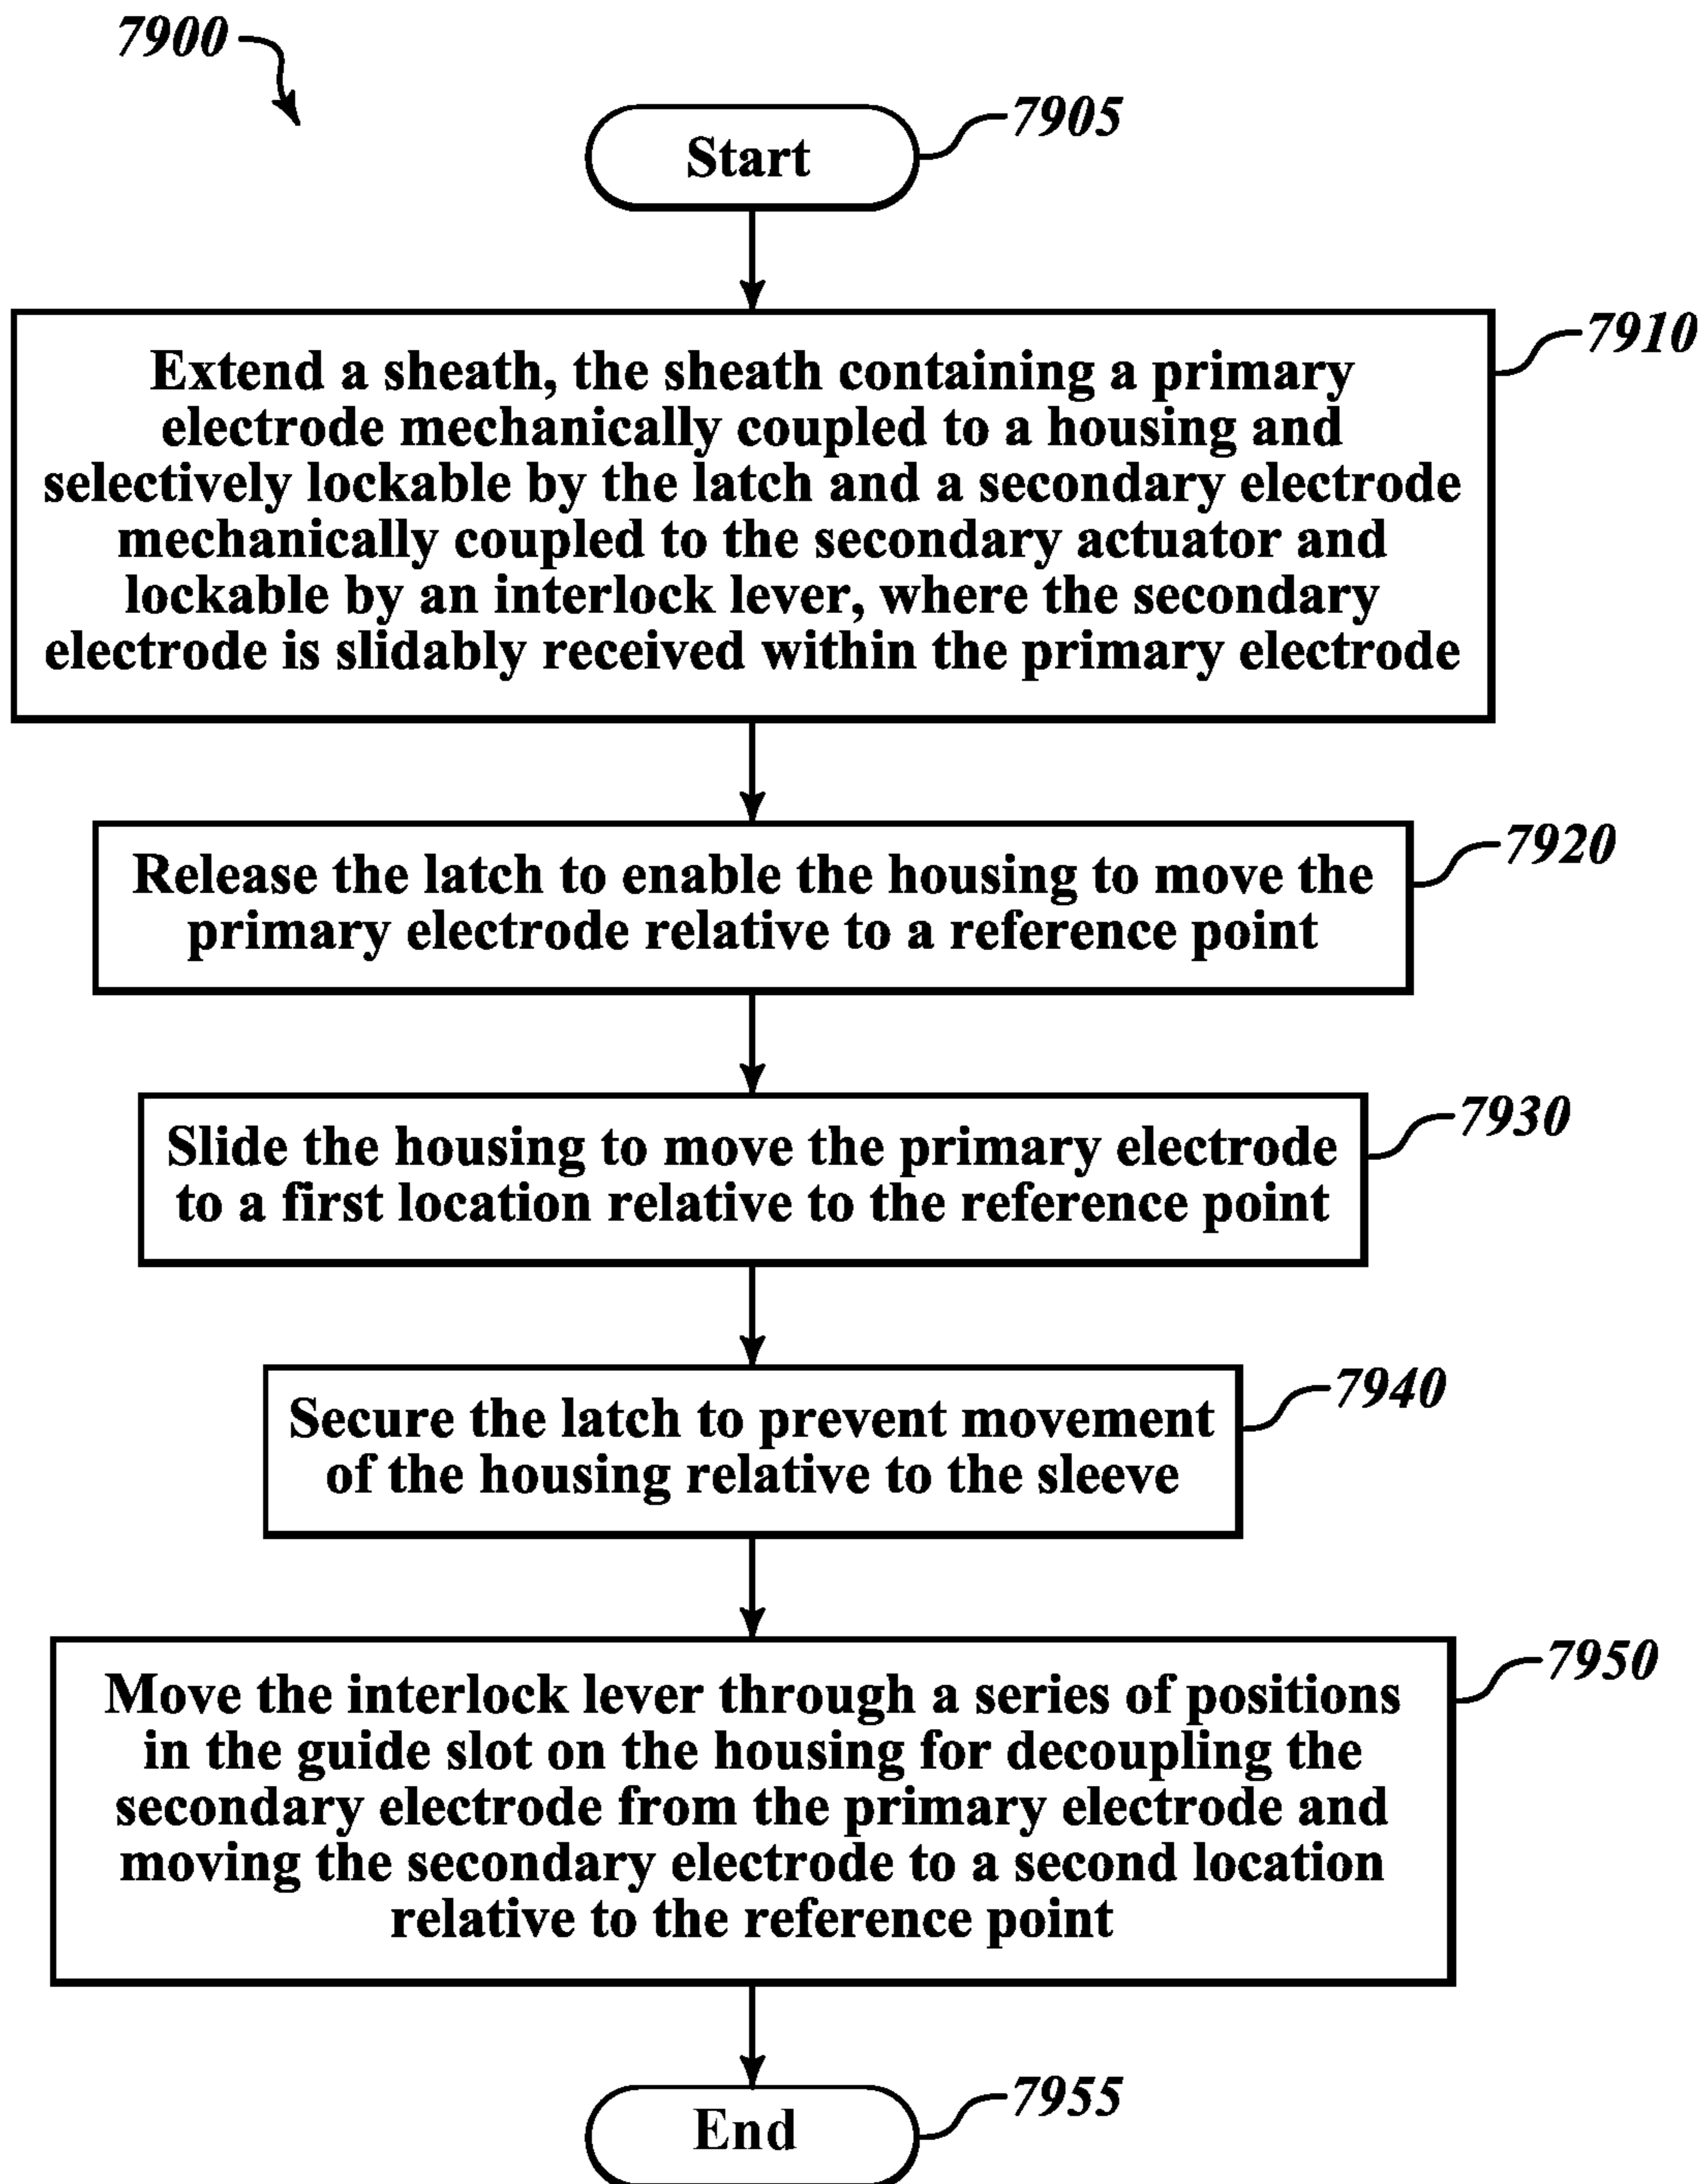 7900
Start
7905
Extend a sheath, the sheath containing a primary
electrode mechanically coupled to a housing and
selectively lockable by the latch and a secondary electrode
mechanically coupled to the secondary actuator and
lockable by an interlock lever, where the secondary
electrode is slidably received within the primary electrode
7910
Release the latch to enable the housing to move the
primary electrode relative to a reference point
7920
Slide the housing to move the primary electrode
to a first location relative to the reference point
7930
Secure the latch to prevent movement
of the housing relative to the sleeve
7940
Move the interlock lever through a series of positions
in the guide slot on the housing for decoupling the
secondary electrode from the primary electrode and
moving the secondary electrode to a second location
relative to the reference point
7950
End
7955